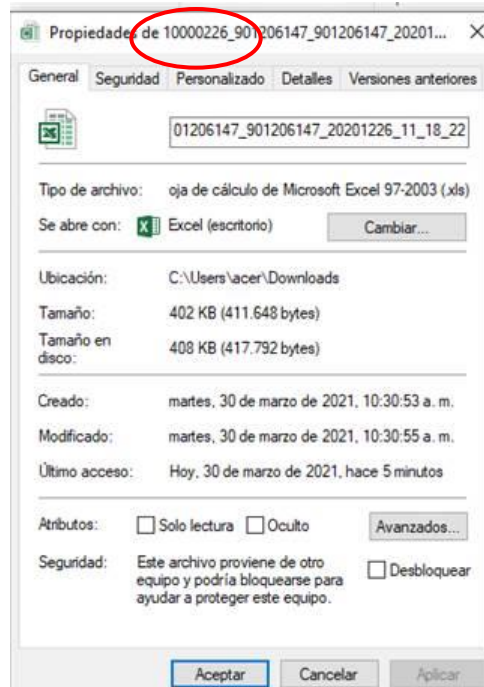 Propiedades de 10000226_901206147_901206147_20201...
General Seguridad Personalizado Detalles Versiones anteriores
01206147_901206147_20201226_11_18_22
Tipo de archivo: oja de cálculo de Microsoft Excel 97-2003 (.xls)
Se abre con: Excel (escritorio) Cambiar...
Ubicación: C:\Users\acer\Downloads
Tamaño: 402 KB (411.648 bytes)
Tamaño en
disco: 408 KB (417.792 bytes)
Creado: martes, 30 de marzo de 2021, 10:30:53 a. m.
Modificado: martes, 30 de marzo de 2021, 10:30:55 a. m.
Último acceso: Hoy, 30 de marzo de 2021, hace 5 minutos
Atributos: Solo lectura Oculto Avanzados...
Seguridad: Este archivo proviene de otro
equipo y podría bloquearse para
ayudar a proteger este equipo.
Desbloquear
Aceptar Cancelar Aplicar